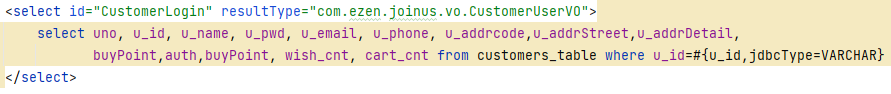 <select id="CustomerLogin" resultType="com.ezen.joinus.vo.CustomerUserVO">
select uno, u_id, u_name, u_pwd, u_email, u_phone, u_addrcode,u_addrStreet,u_addrDetail,
buyPoint,auth,buyPoint, wish_cnt, cart_cnt from customers_table where u_id=#{u_id,jdbcType=VARCHAR}
</select>